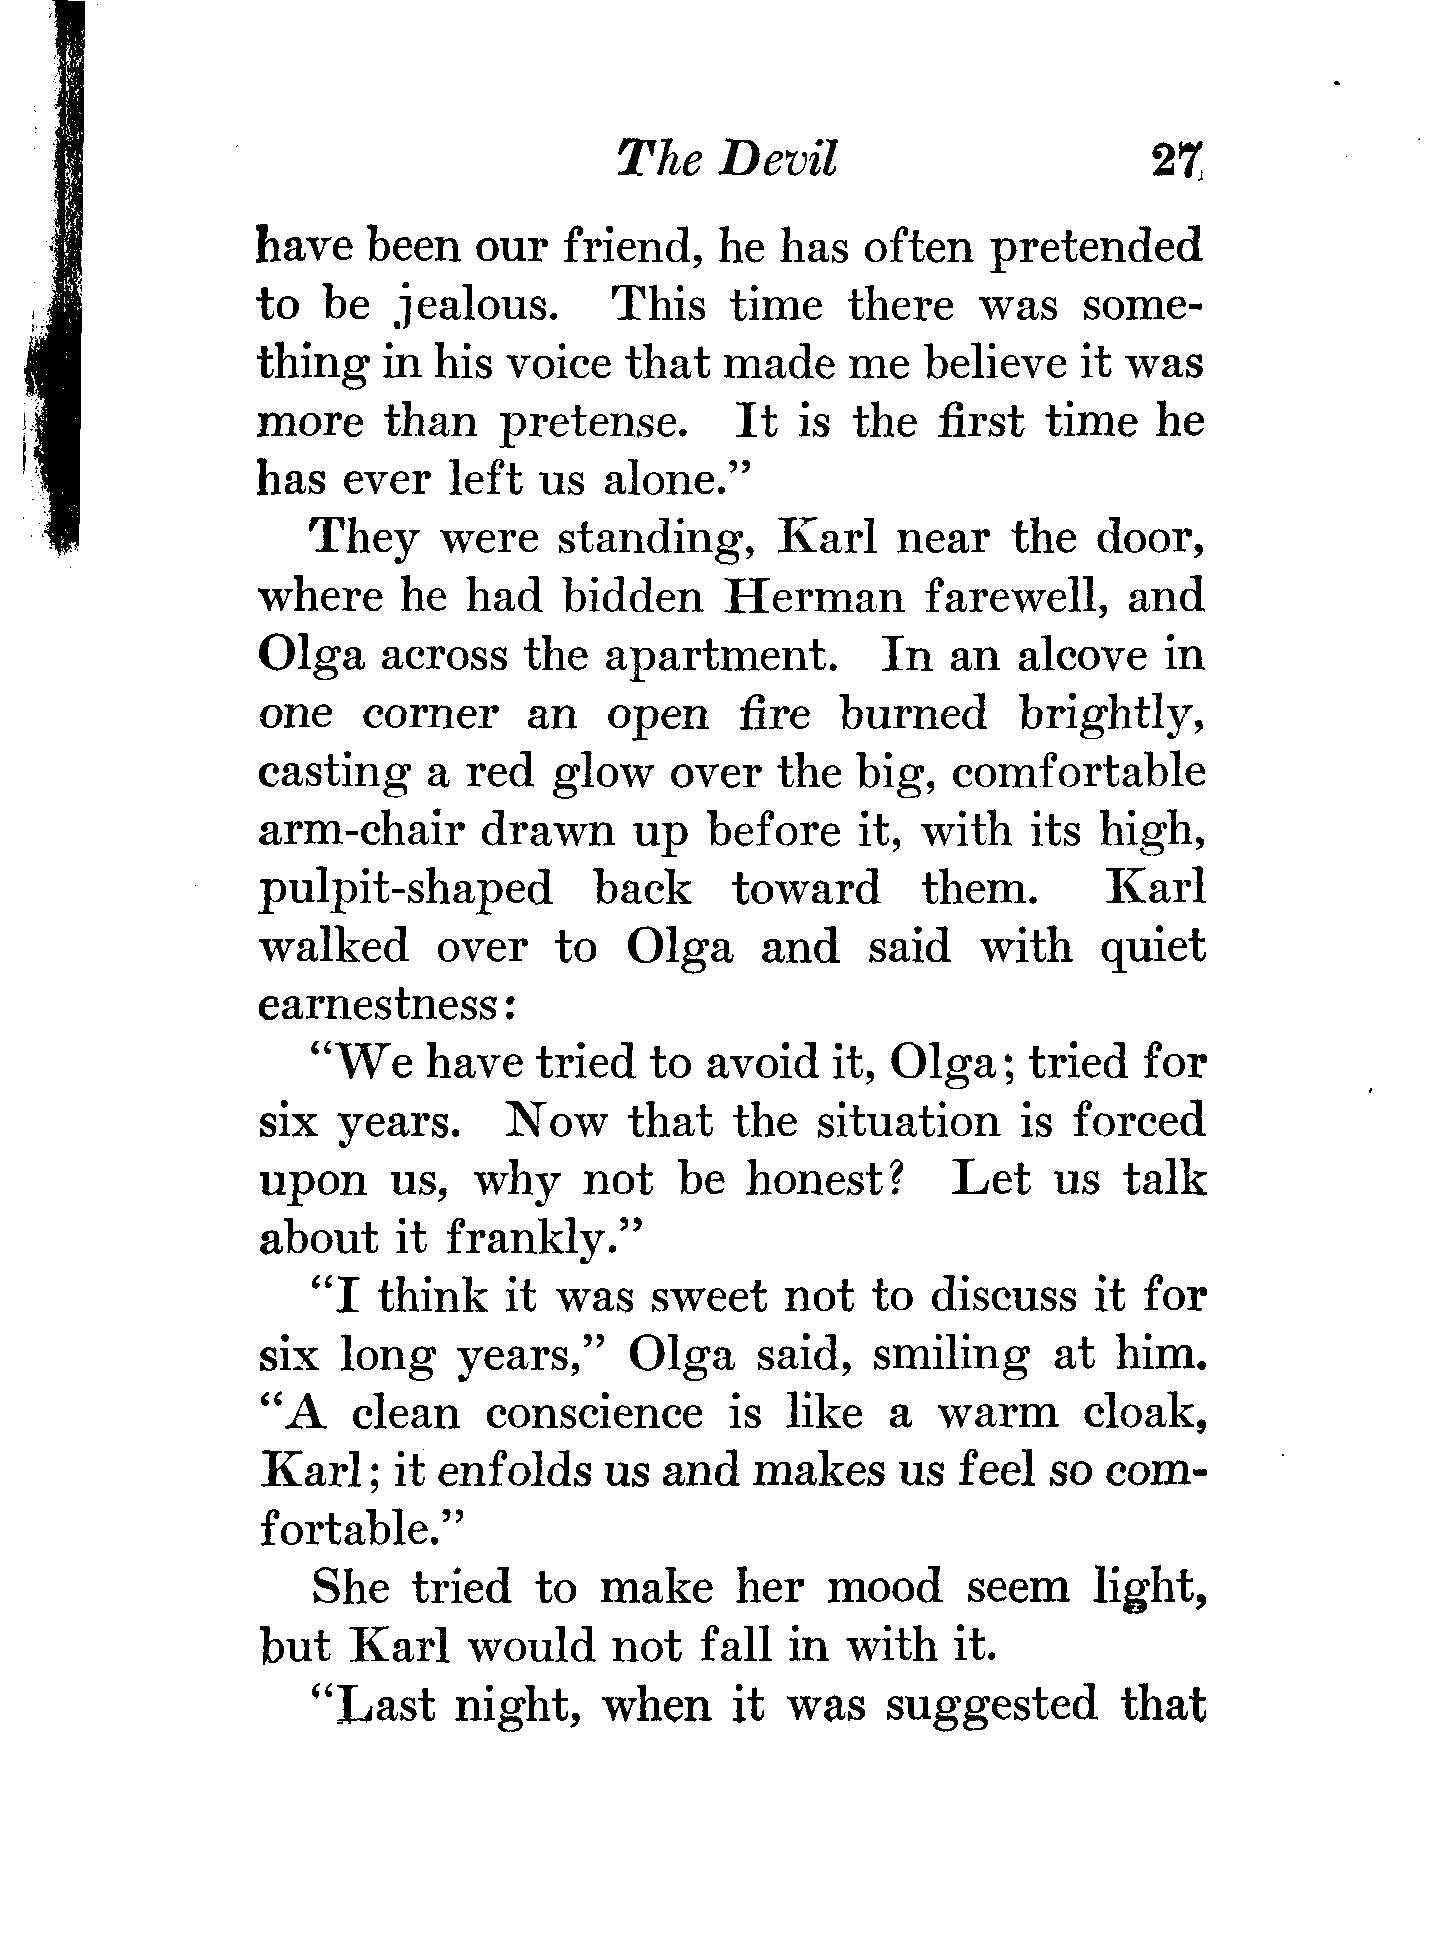 The Devil 27
have been our friend, he has often pretended
to be jealous. This time there was some-
thing in his voice that made me believe it was
more than pretense. It is the first time he
has ever left us alone.”
They were standing, Karl near the door,
where he had bidden Herman farewell, and
Olga across the apartment. In an alcove in
one corner an open fire burned brightly,
casting a red glow over the big, comfortable
arm-chair drawn up before it, with its high,
pulpit-shaped back toward them. Karl
walked over to Olga and said with quiet
earnestness:
“We have tried to avoid it, Olga; tried for
six years. Now that the situation is forced
upon us, why not be honest? Let us talk
about it frankly.”
“I think it was sweet not to discuss it for
six long years,” Olga said, smiling at him.
“A clean conscience is like a warm cloak,
Karl; it enfolds us and makes us feel so com-
fortable.”
She tried to make her mood seem light,
but Karl would not fall in with it.
“Last night, when it was suggested that